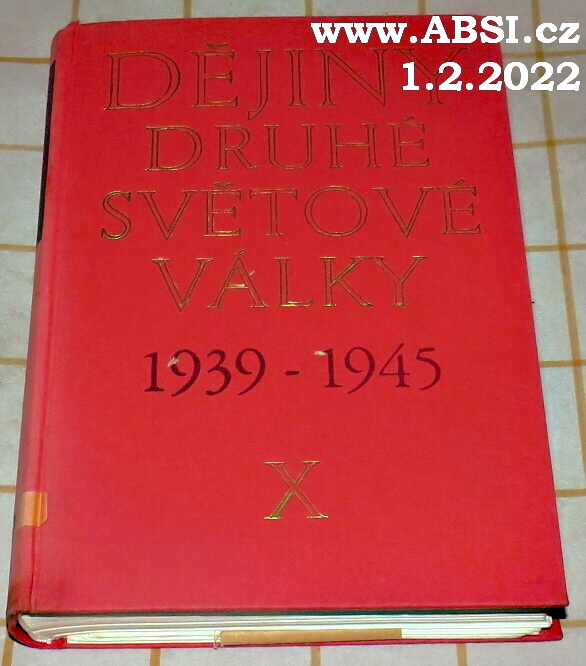 www.ABSI.cz
1.2.2022
DĚJINY
DRUHÉ
SVĚTOVÉ
VÁLKY
1939 - 1945
X